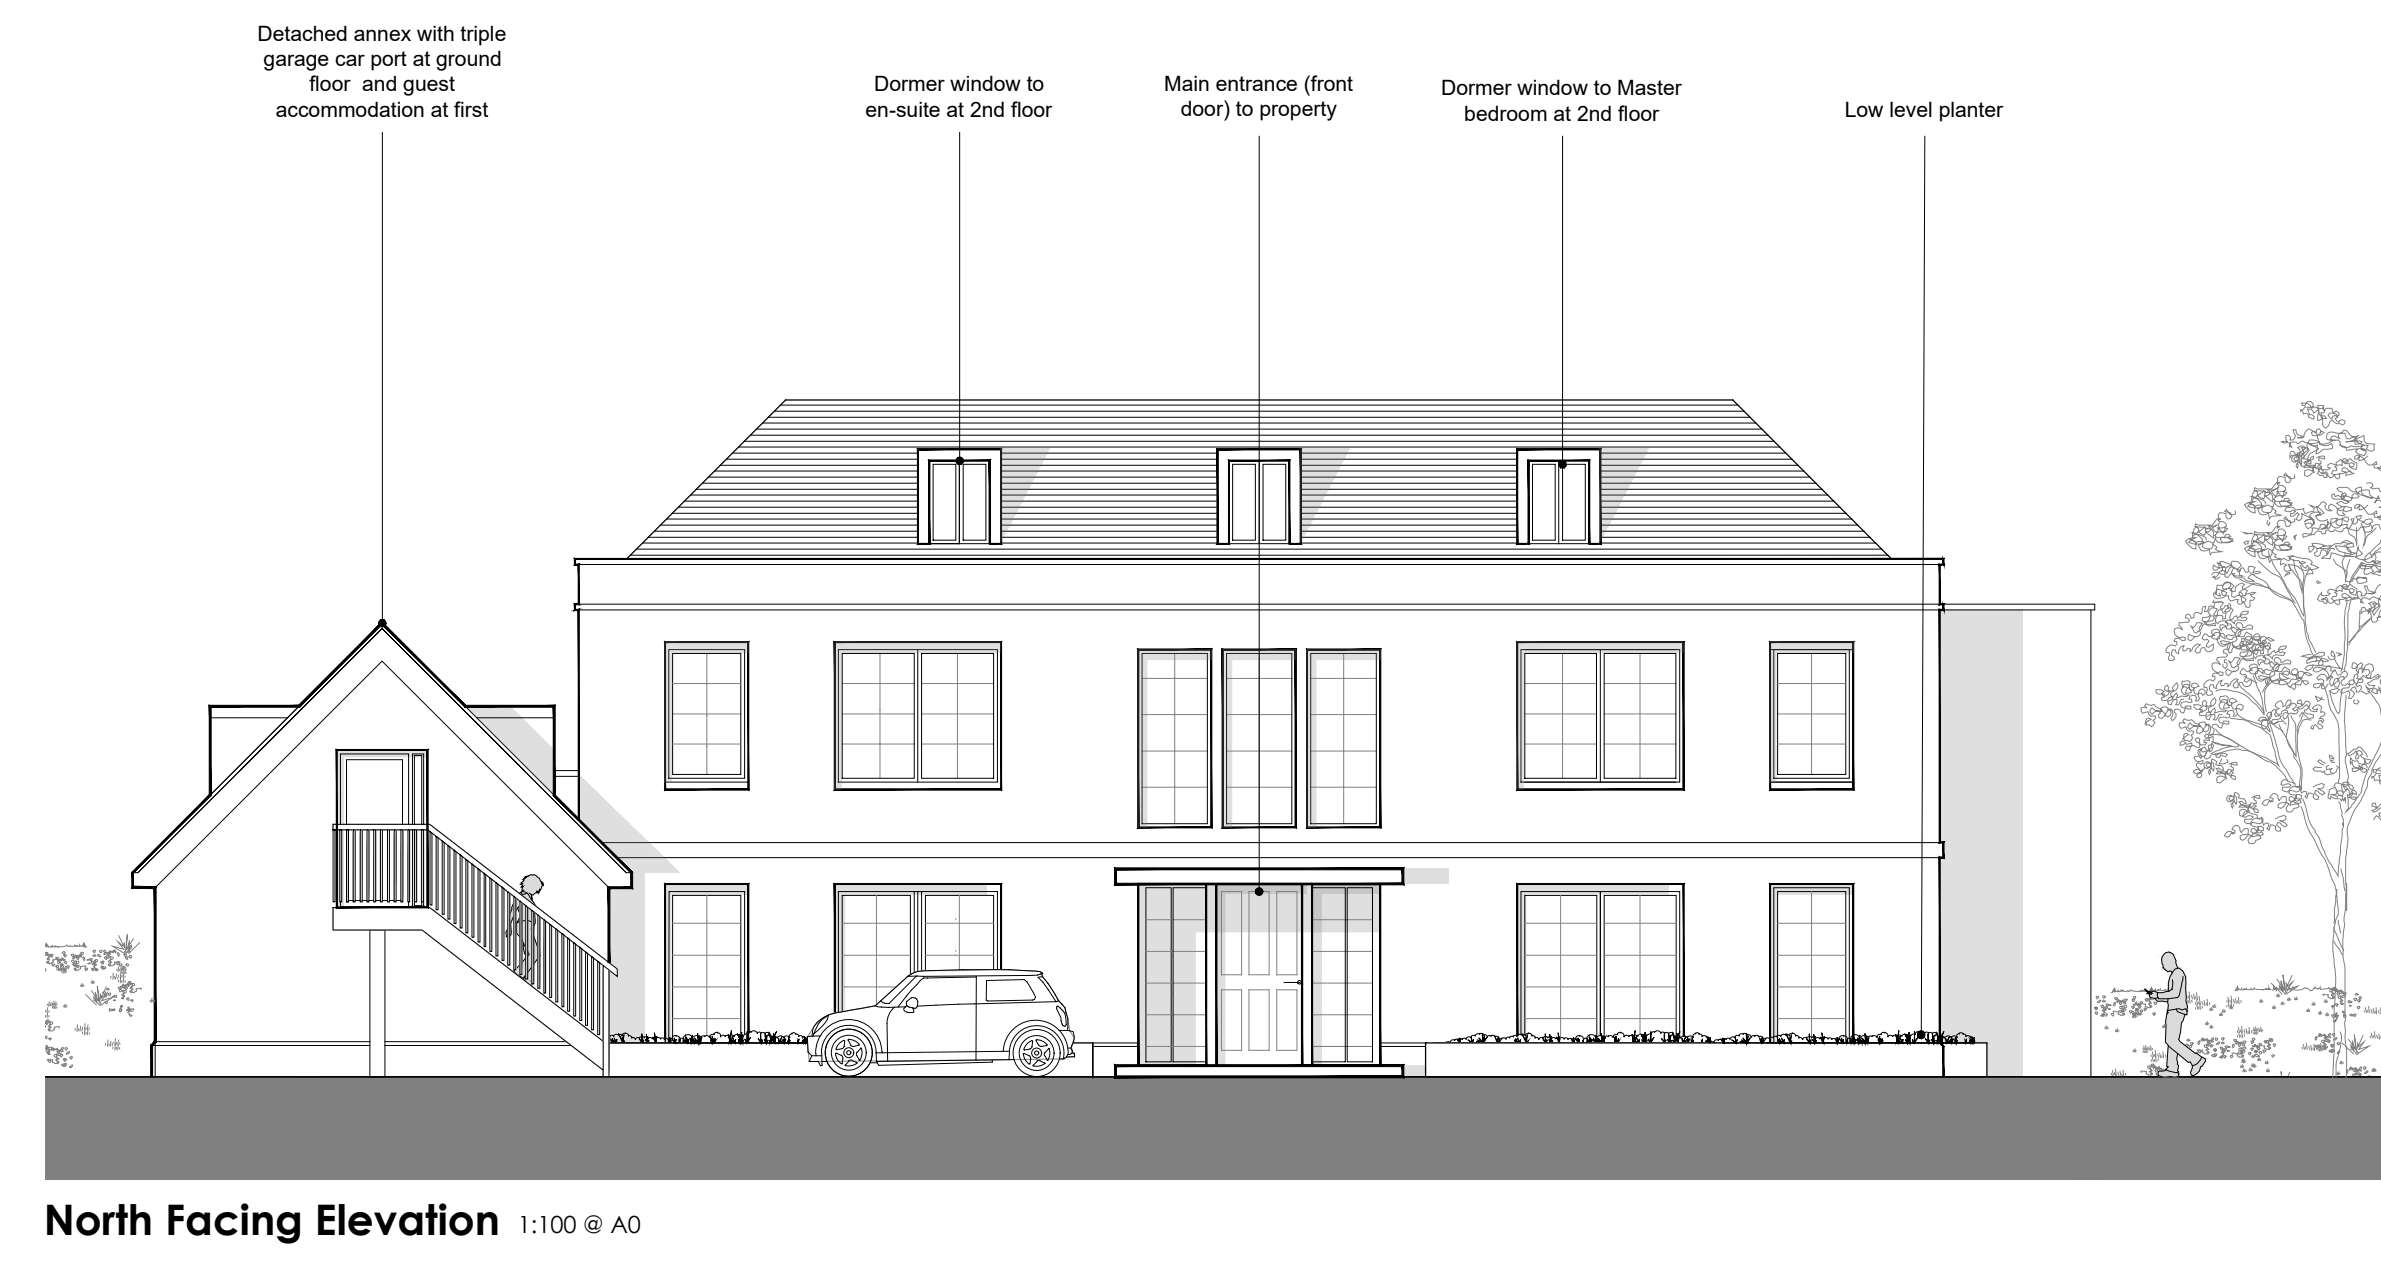 Detached annex with triple
garage car port at ground
floor  and guest
accommodation at first
Dormer window to
en-suite at 2nd floor
Main entrance (front
door) to property
Dormer window to Master
bedroom at 2nd floor
Low level planter
North Facing Elevation 1:100 @ A0